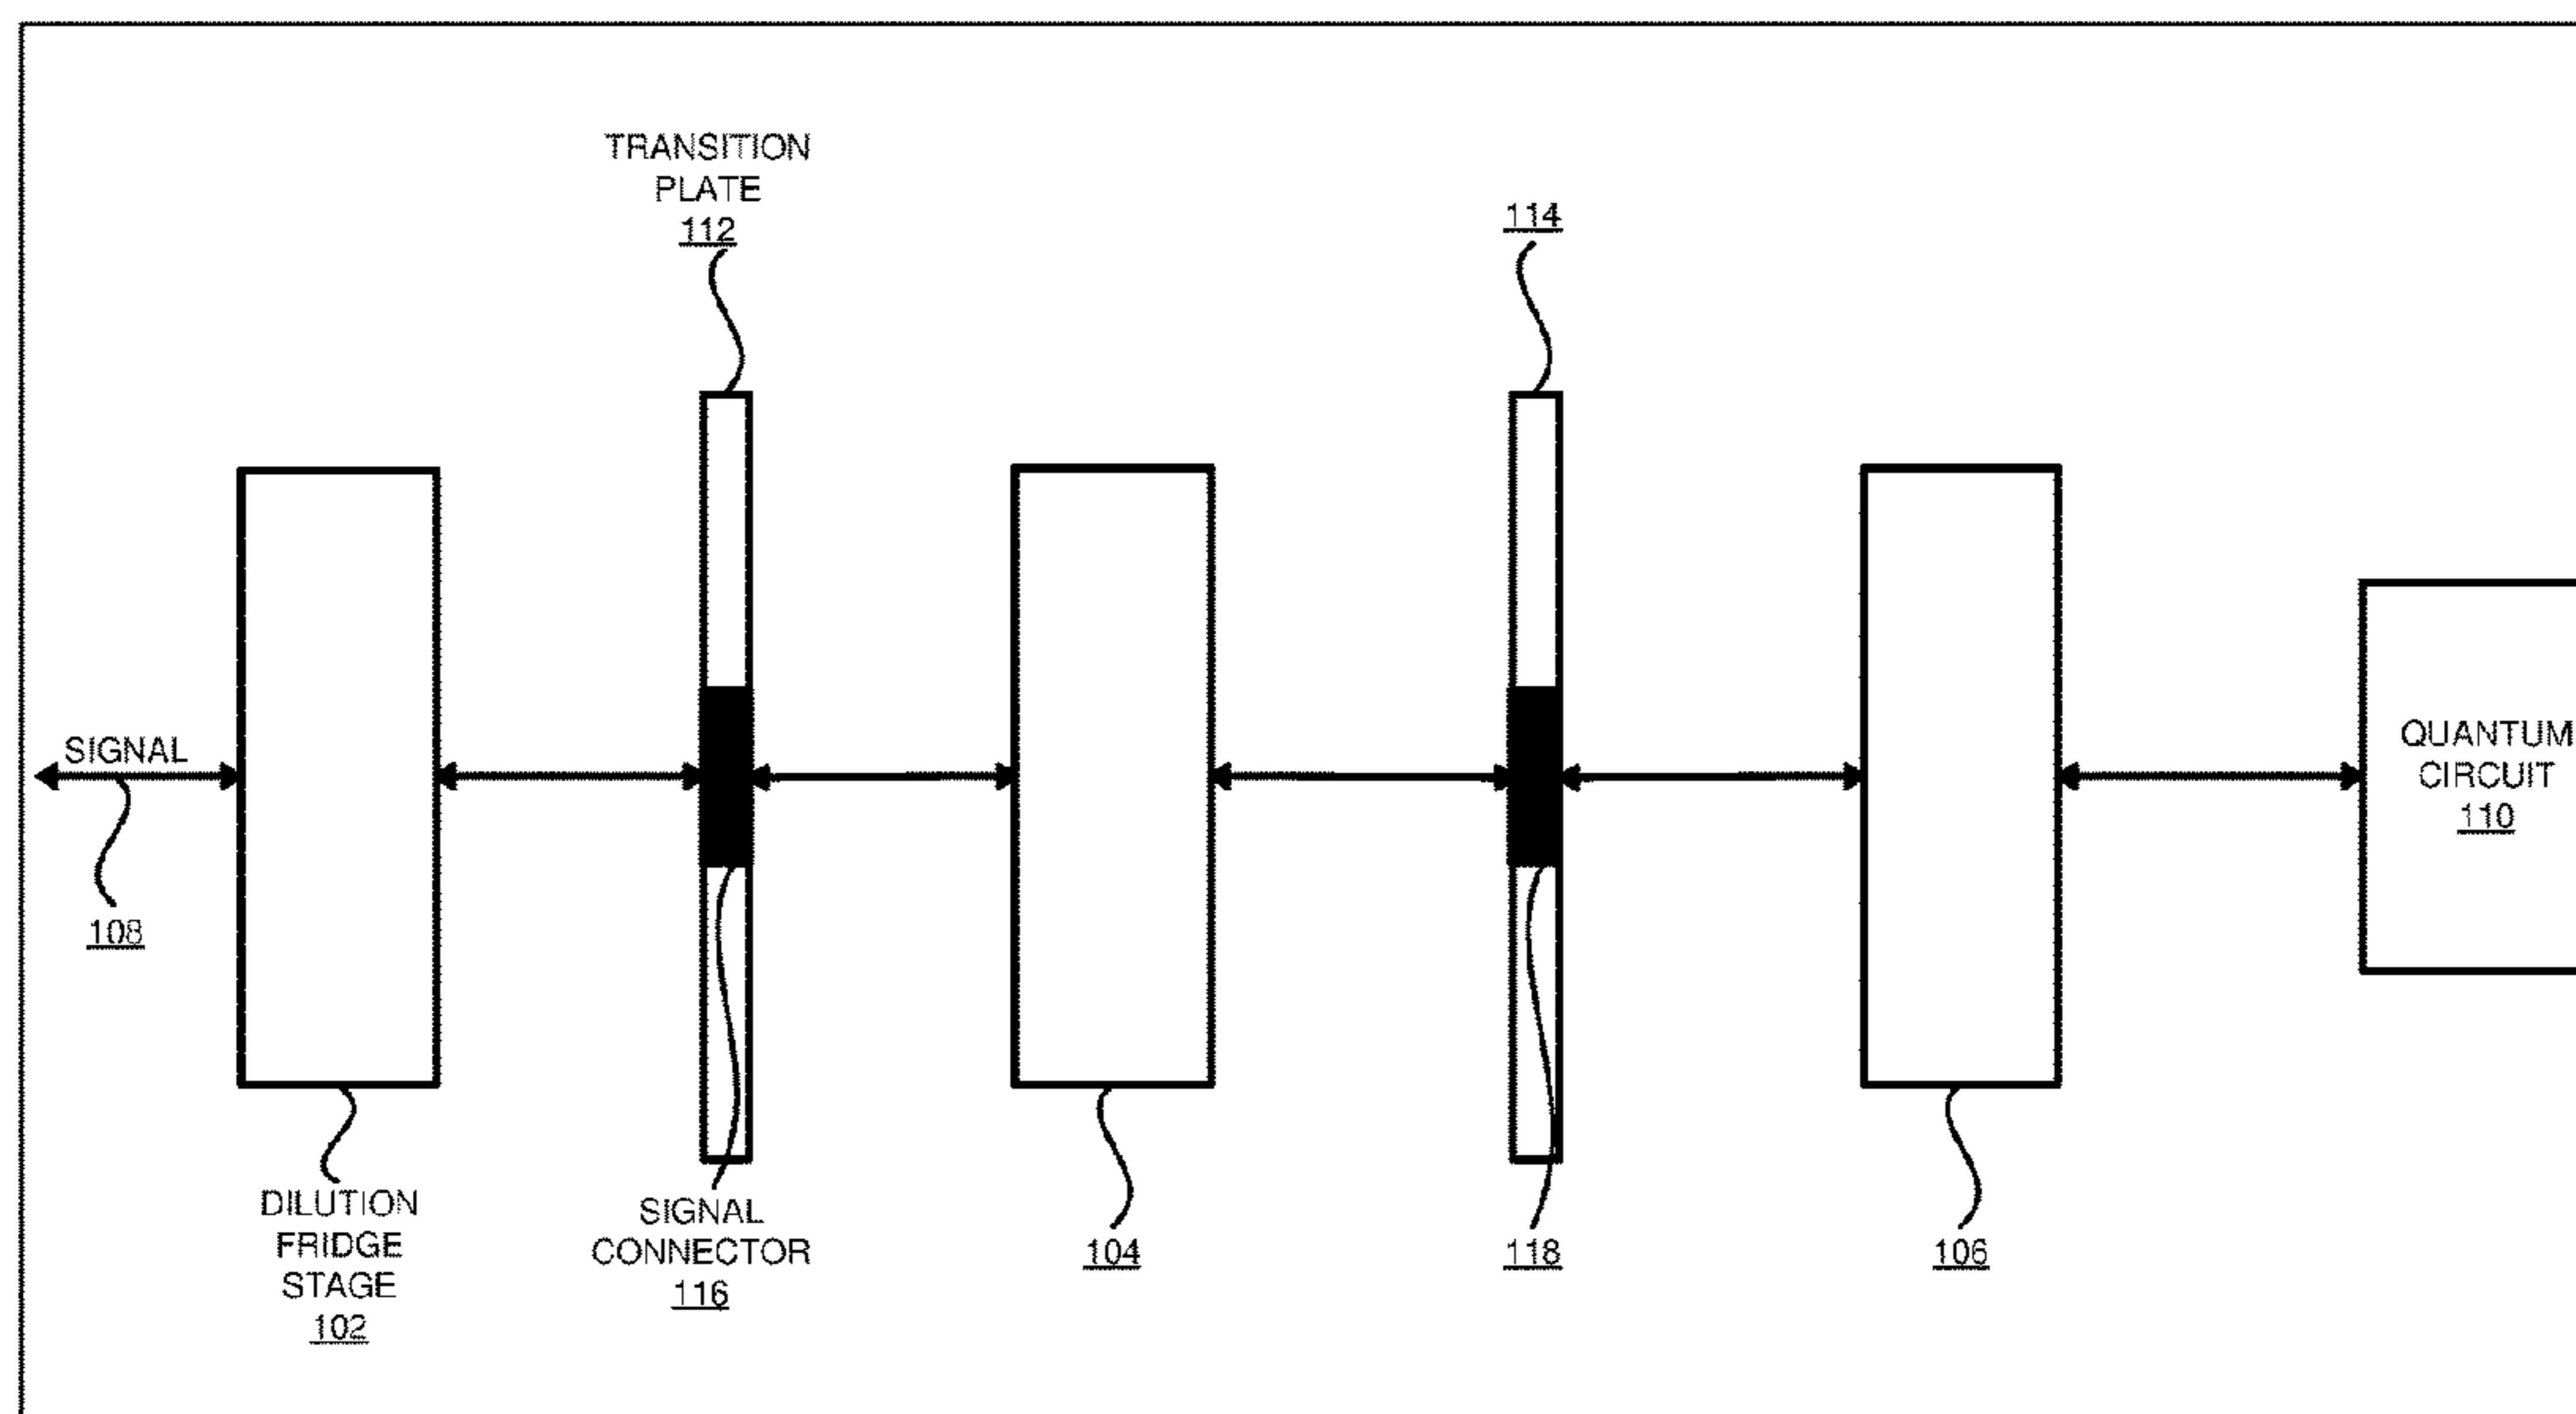 TRANSITION
PLATE
112
114
SIGNAL
108
QUANTUM
CIRCUIT
110
DILUTION
FRIDGE
STAGE
102
SIGNAL
CONNECTOR
116
104
118
106